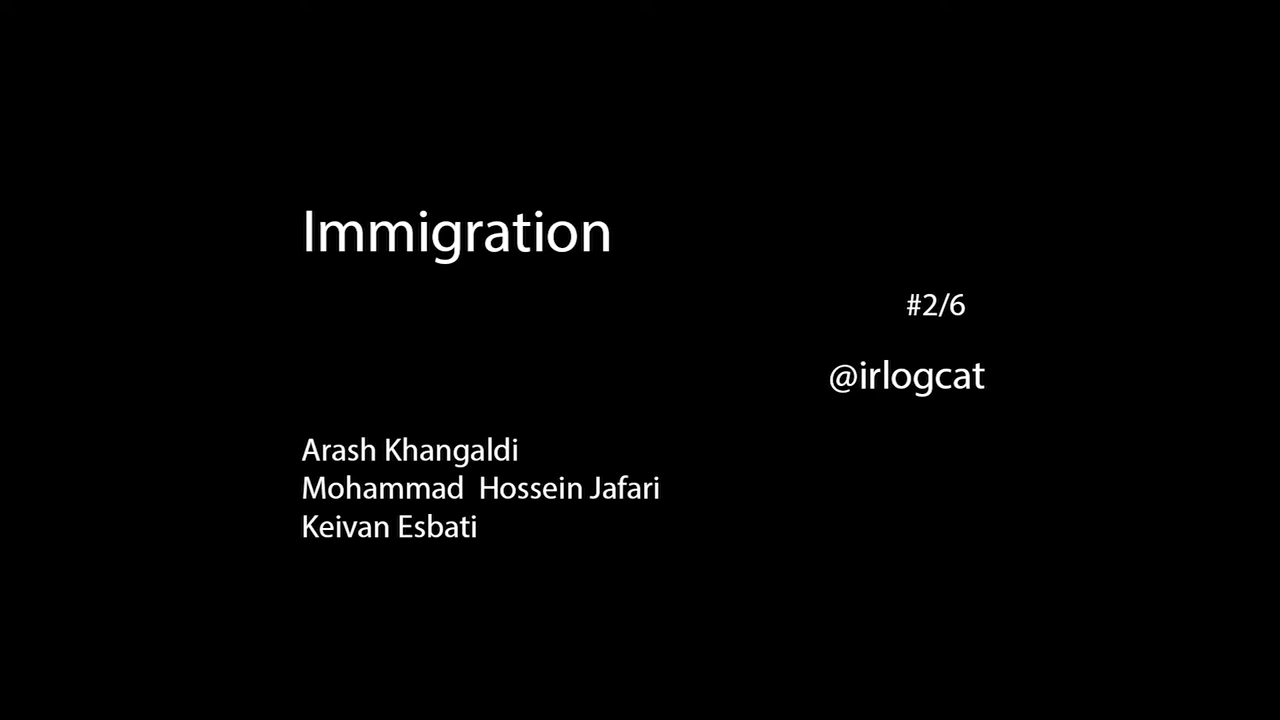 Immigration
#2/6
@irlogcat
Arash Khangaldi
Mohammad  Hossein Jafari
Keivan Esbati